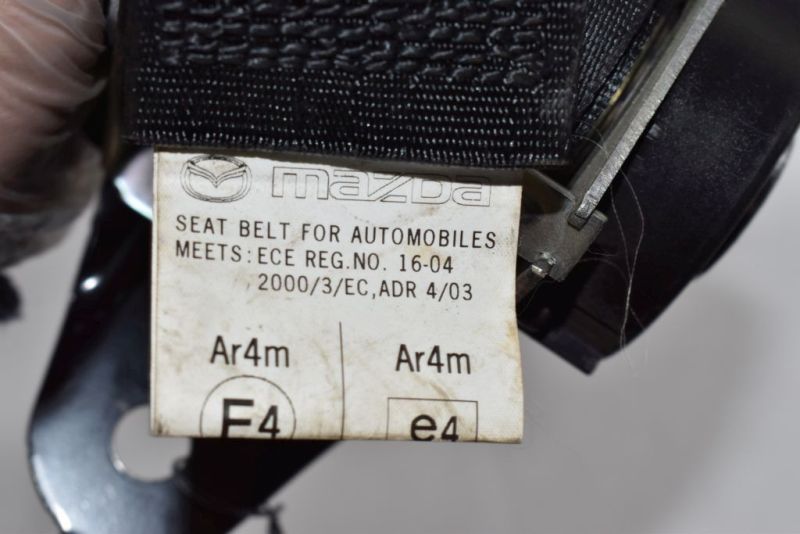 mazda
SEAT BELT FOR AUTOMOBILES
MEETS: ECE REG.NO. 16-04
2000/3/EC,ADR 4/03
Ar4m Ar4m
E4 e4